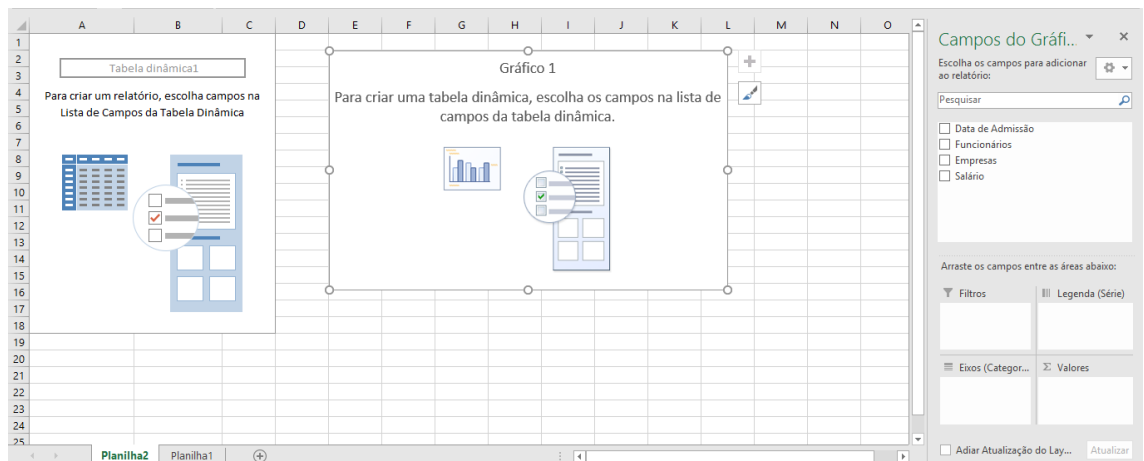 A B C D E F G H I J K L M N O
1
2
3
4
5
6
7
8
9
10
11
12
13
14
15
16
17
18
19
20
21
22
23
24
25
Tabela dinâmica1
Para criar um relatório, escolha campos na
Lista de Campos da Tabela Dinâmica
Gráfico 1
Para criar uma tabela dinâmica, escolha os campos na lista de
campos da tabela dinâmica.
Planilha2 Planilha1
Campos do Gráfi...
Escolha os campos para adicionar
ao relatório:
Pesquisar
Data de Admissão
Funcionários
Empresas
Salário
Arraste os campos entre as áreas abaixo:
Filtros
Legenda (Série)
Eixos (Categor...
Σ Valores
Adiar Atualização do Lay...
Atualizar